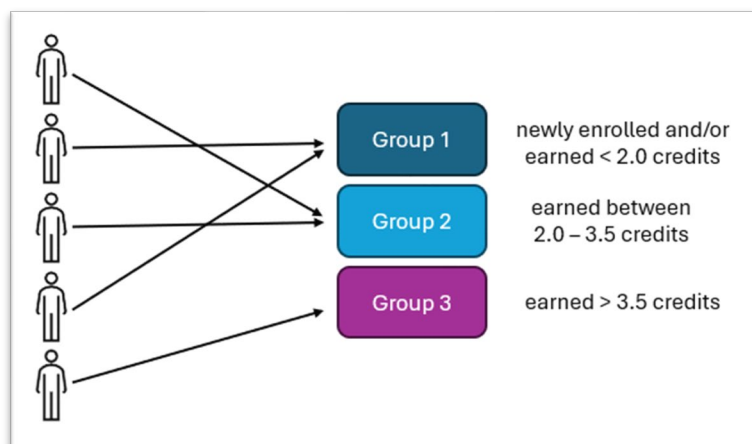 Group 1
newly enrolled and/or
earned < 2.0 credits
Group 2
earned between
2.0 – 3.5 credits
Group 3
earned > 3.5 credits